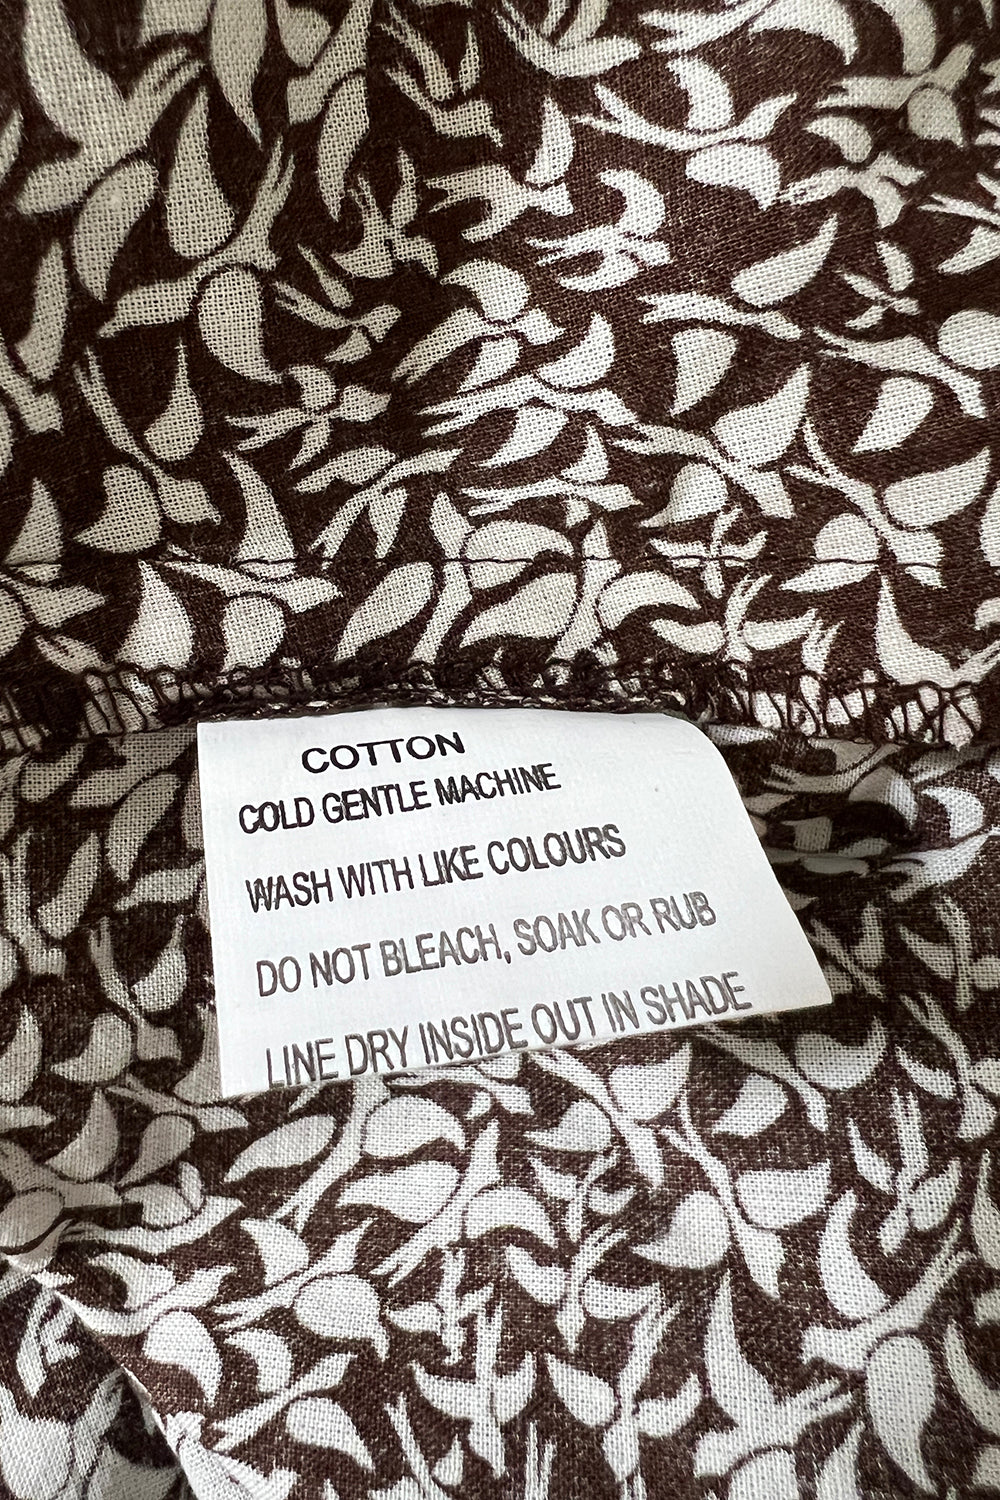 COTTON
COLD GENTLE MACHINE
WASH WITH LIKE COLOURS
DO NOT BLEACH, SOAK OR RUB
LINE DRY INSIDE OUT IN SHADE